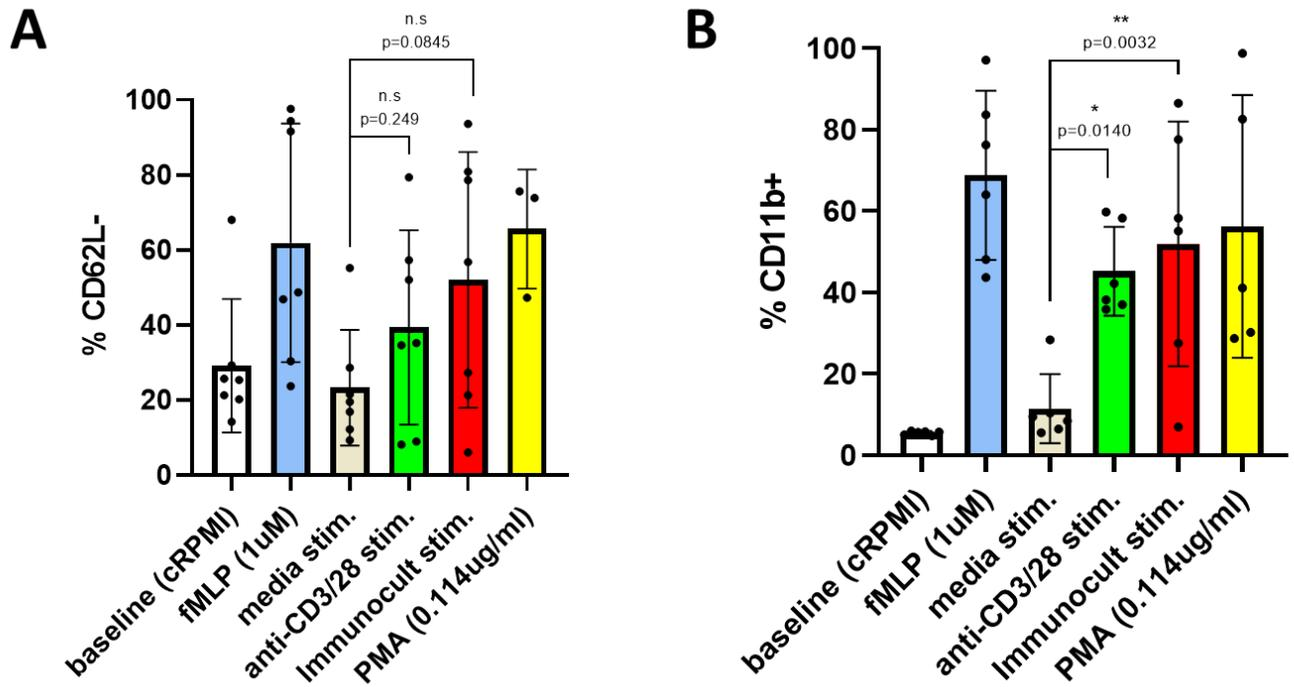 A
n.s
p=0.0845
n.s
p=0.249
% CD62L-
100
80
60
40
20
0
baseline (cRPMI)
fMLP (1uM)
media stim.
anti-CD3/28 stim.
Immunocult stim.
PMA (0.114ug/ml)
B
**
p=0.0032
*
p=0.0140
% CD11b+
100
80
60
40
20
0
baseline (cRPMI)
fMLP (1uM)
media stim.
anti-CD3/28 stim.
Immunocult stim.
PMA (0.114ug/ml)